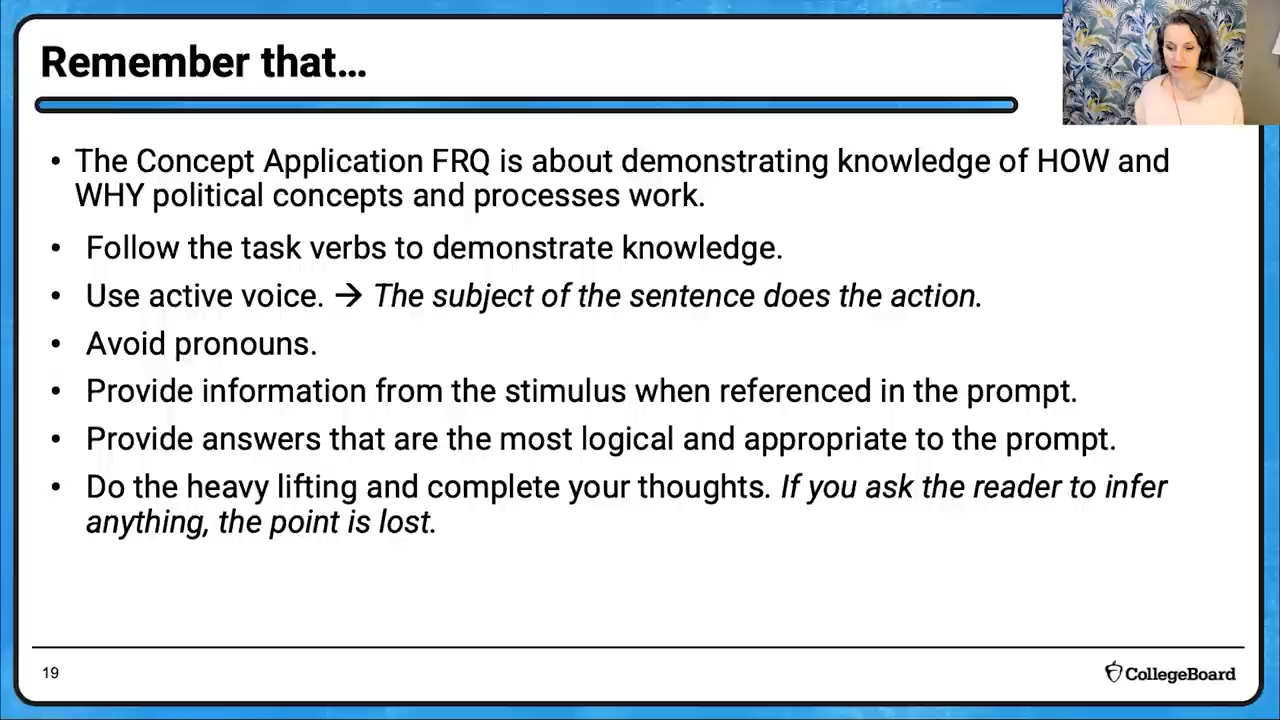 Remember that…
• The Concept Application FRQ is about demonstrating knowledge of HOW and
WHY political concepts and processes work.
• Follow the task verbs to demonstrate knowledge.
• Use active voice. → The subject of the sentence does the action.
• Avoid pronouns.
• Provide information from the stimulus when referenced in the prompt.
• Provide answers that are the most logical and appropriate to the prompt.
• Do the heavy lifting and complete your thoughts. If you ask the reader to infer
anything, the point is lost.
19
CollegeBoard